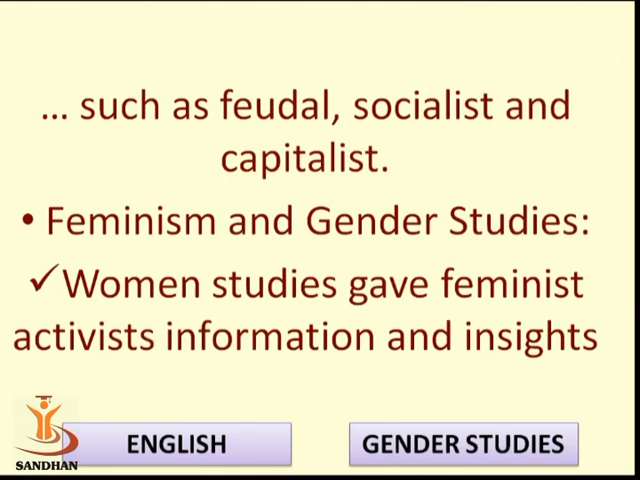 ... such as feudal, socialist and
capitalist.
• Feminism and Gender Studies:
✓Women studies gave feminist
activists information and insights
SANDHAN
ENGLISH
GENDER STUDIES